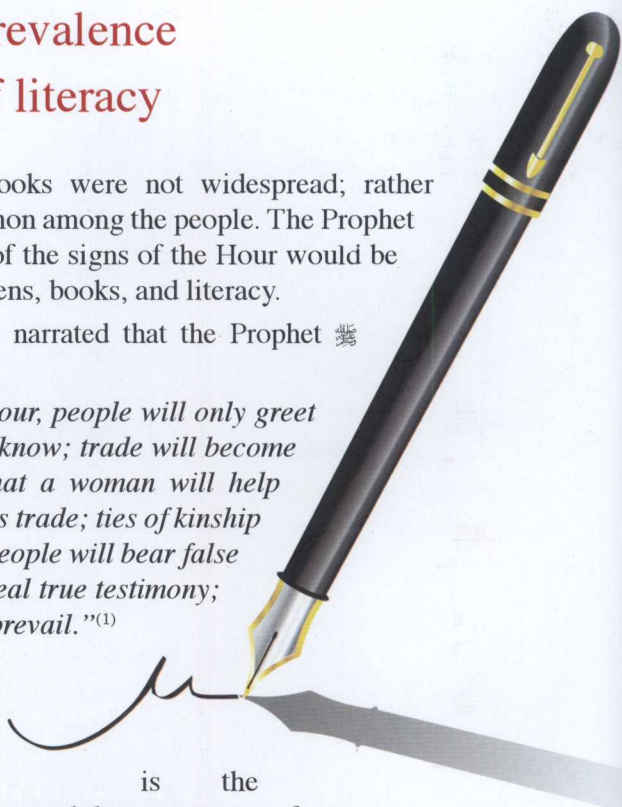 revalence
f literacy
ooks were not widespread; rather
non among the people. The Prophet
of the signs of the Hour would be
ens, books, and literacy.
narrated that the Prophet ﷺ
our, people will only greet
know; trade will become
hat a woman will help
s trade; ties of kinship
eople will bear false
eal true testimony;
prevail."(1)
is the